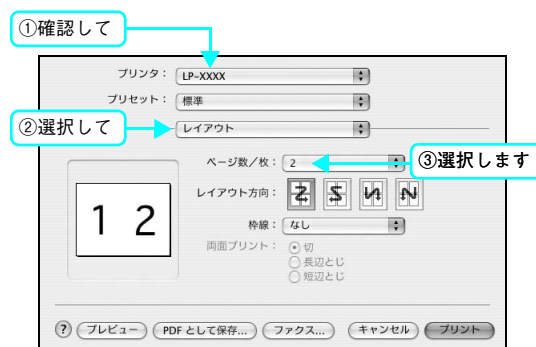 ①確認して
プリンタ： LP-XXXX
プリセット： 標準
②選択して
レイアウト
ページ数／枚： 2
③選択します
レイアウト方向：
1 2
枠線： なし
両面プリント： 切
長辺とじ
短辺とじ
? プレビュー PDF として保存... ファクス... キャンセル プリント